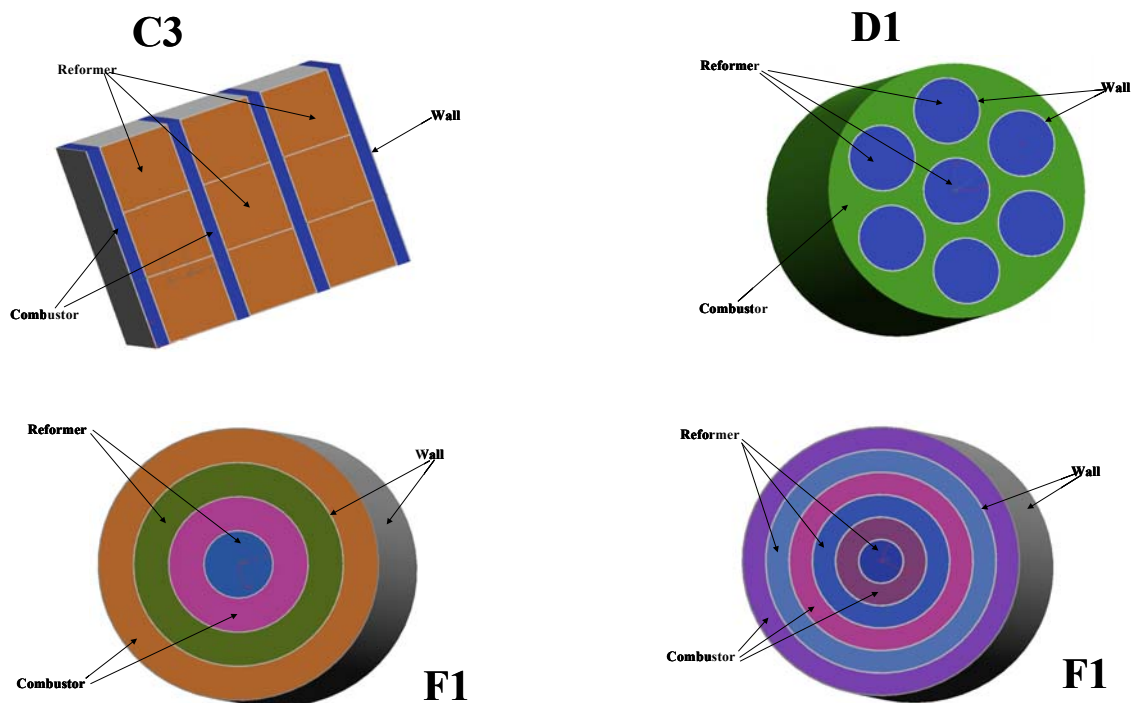 C3
Reformer
Wall
Combustor
D1
Reformer
Wall
Combustor
Reformer
Wall
Combustor
F1
Reformer
Wall
Combustor
F1